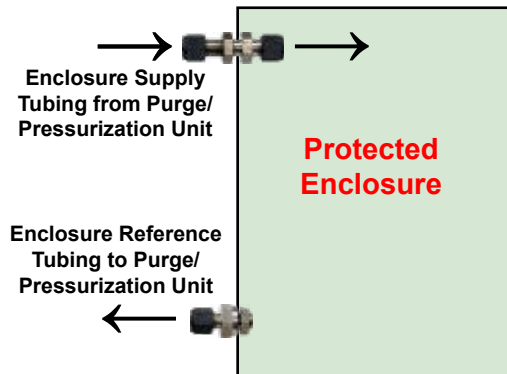 Enclosure Supply
Tubing from Purge/
Pressurization Unit
Protected
Enclosure
Enclosure Reference
Tubing to Purge/
Pressurization Unit